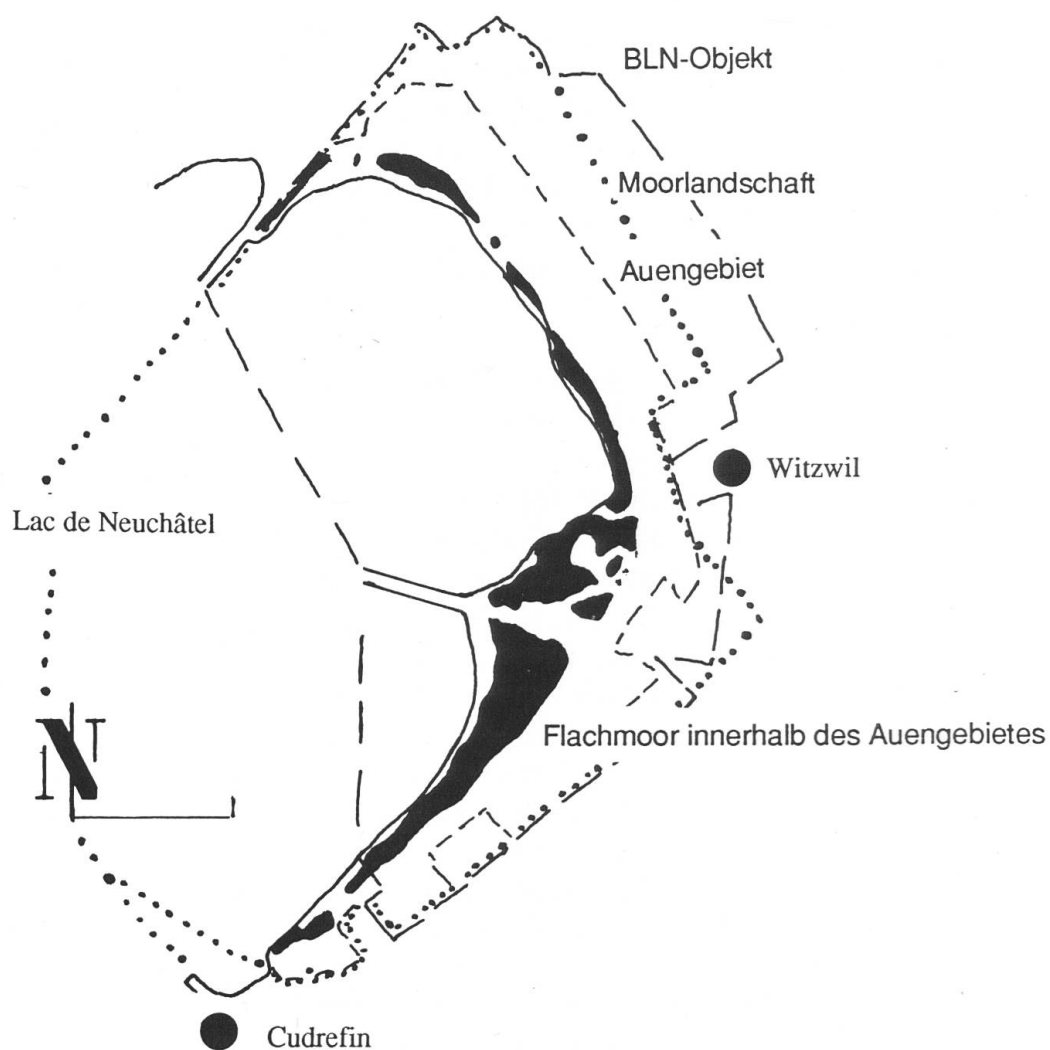 BLN-Objekt
Moorlandschaft
Auengebiet
Witzwil
Lac de Neuchâtel
Flachmoor innerhalb des Auengebietes
N
Cudrefin